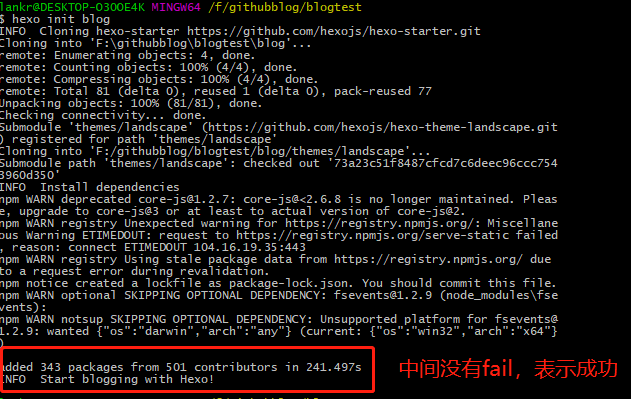 lankr@DESKTOP-O3OOE4K MINGW64 /f/githubblog/blogtest
$ hexo init blog
INFO  Cloning hexo-starter https://github.com/hexojs/hexo-starter.git
Cloning into 'F:\githubblog\blogtest\blog'...
remote: Enumerating objects: 4, done.
remote: Counting objects: 100% (4/4), done.
remote: Compressing objects: 100% (4/4), done.
remote: Total 81 (delta 0), reused 1 (delta 0), pack-reused 77
Unpacking objects: 100% (81/81), done.
Checking connectivity... done.
Submodule 'themes/landscape' (https://github.com/hexojs/hexo-theme-landscape.git
) registered for path 'themes/landscape'
Cloning into 'F:/githubblog/blogtest/blog/themes/landscape'...
Submodule path 'themes/landscape': checked out '73a23c51f8487cfcd7c6deec96ccc754
3960d350'
INFO  Install dependencies
npm WARN deprecated core-js@1.2.7: core-js@<2.6.8 is no longer maintained. Pleas
e, upgrade to core-js@3 or at least to actual version of core-js@2.
npm WARN registry Unexpected warning for https://registry.npmjs.org/: Miscellane
ous Warning ETIMEDOUT: request to https://registry.npmjs.org/serve-static failed
, reason: connect ETIMEDOUT 104.16.19.35:443
npm WARN registry Using stale package data from https://registry.npmjs.org/ due
to a request error during revalidation.
npm notice created a lockfile as package-lock.json. You should commit this file.
npm WARN optional SKIPPING OPTIONAL DEPENDENCY: fsevents@1.2.9 (node_modules\fse
vents):
npm WARN notsup SKIPPING OPTIONAL DEPENDENCY: Unsupported platform for fsevents@
1.2.9: wanted {"os":"darwin","arch":"any"} (current: {"os":"win32","arch":"x64"}
)
added 343 packages from 501 contributors in 241.497s
INFO  Start blogging with Hexo!
中间没有fail，表示成功